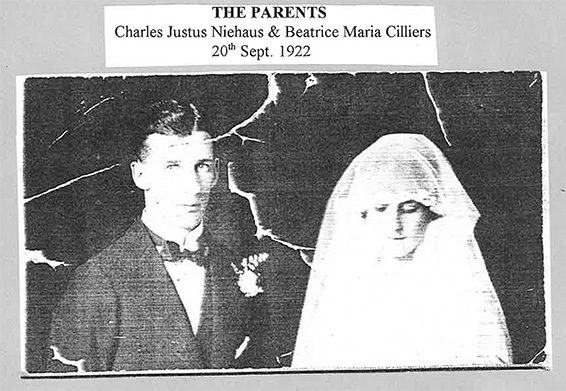 THE PARENTS
Charles Justus Niehaus & Beatrice Maria Cilliers
20th Sept. 1922